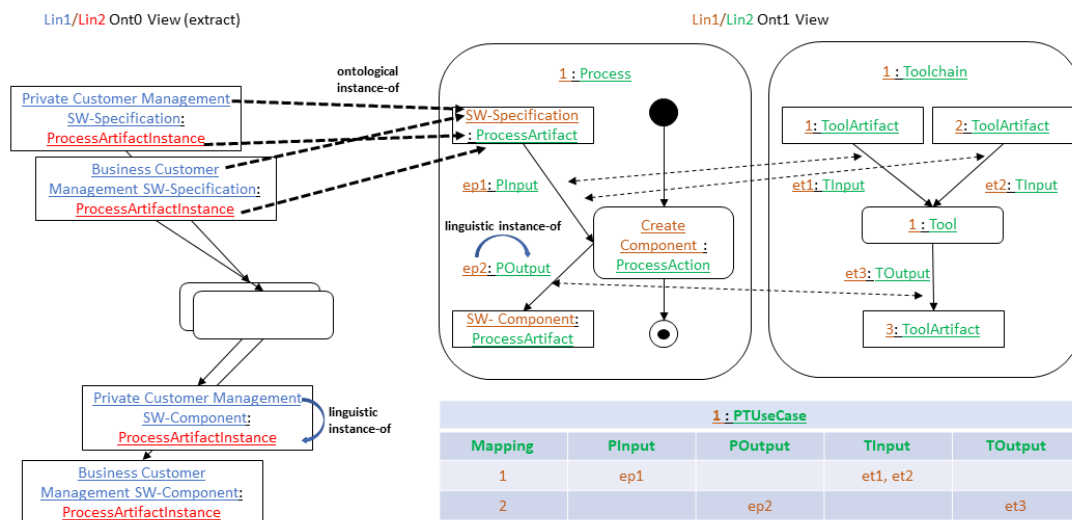 Lin1/Lin2 Ont0 View (extract)
Lin1/Lin2 Ont1 View
ontological
instance-of
Private Customer Management
SW-Specification:
ProcessArtifactInstance
Business Customer
Management SW-Specification:
ProcessArtifactInstance
Private Customer Management
SW-Component:
ProcessArtifactInstance
linguistic
instance-of
Business Customer
Management SW-Component:
ProcessArtifactInstance
1 : Process
SW-Specification
: ProcessArtifact
ep1: PInput
linguistic instance-of
ep2: POutput
Create
Component :
ProcessAction
SW- Component:
ProcessArtifact
1 : Toolchain
1: ToolArtifact
2: ToolArtifact
et1: TInput
et2: TInput
1 : Tool
et3: TOutput
3: ToolArtifact
1 : PTUseCase
Mapping PInput POutput TInput TOutput
1 ep1 et1, et2
2 ep2 et3